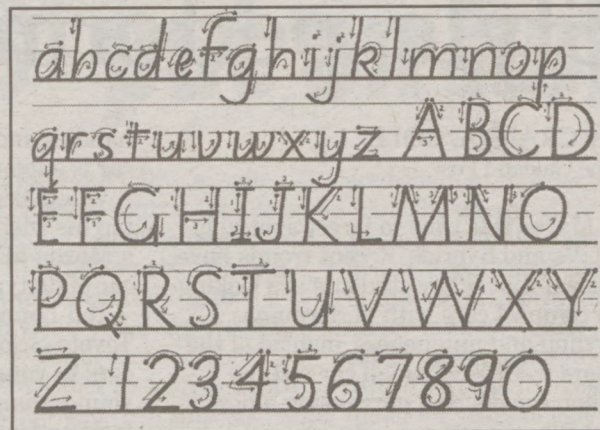 abcdefghijklmnop
qrstuvwxyz ABCD
EFGHIJKLMNO
PQRSTUVWXY
Z 1234567890